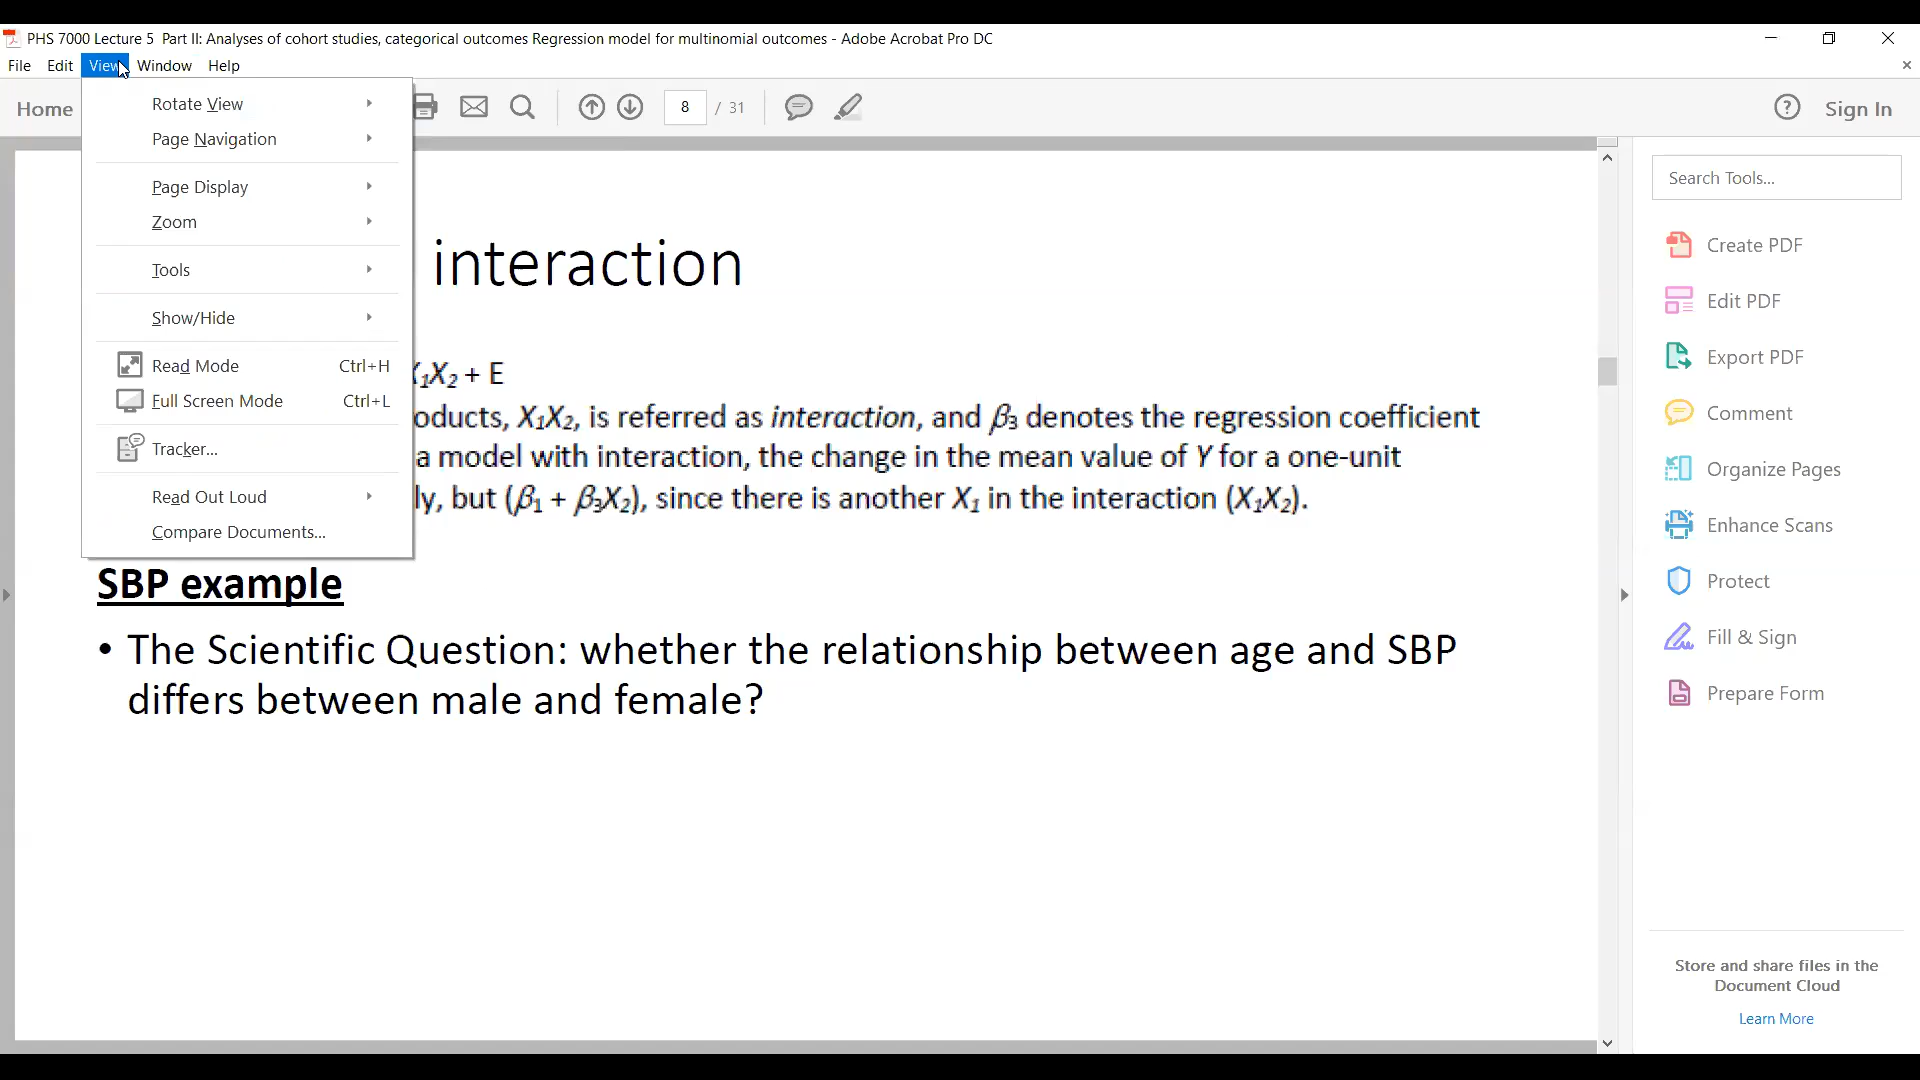 PHS 7000 Lecture 5  Part II: Analyses of cohort studies, categorical outcomes Regression model for multinomial outcomes - Adobe Acrobat Pro DC
File Edit View Window Help
Home 8 / 31 Sign In
Rotate View
Page Navigation
Page Display
Zoom
Tools
Show/Hide
Read Mode Ctrl+H
Full Screen Mode Ctrl+L
Tracker...
Read Out Loud
Compare Documents...
interaction
X₁X₂ + E
oducts, X₁X₂, is referred as interaction, and β₃ denotes the regression coefficient
a model with interaction, the change in the mean value of Y for a one-unit
ly, but (β₁ + β₃X₂), since there is another X₁ in the interaction (X₁X₂).
SBP example
• The Scientific Question: whether the relationship between age and SBP
differs between male and female?
Search Tools...
Create PDF
Edit PDF
Export PDF
Comment
Organize Pages
Enhance Scans
Protect
Fill & Sign
Prepare Form
Store and share files in the
Document Cloud
Learn More